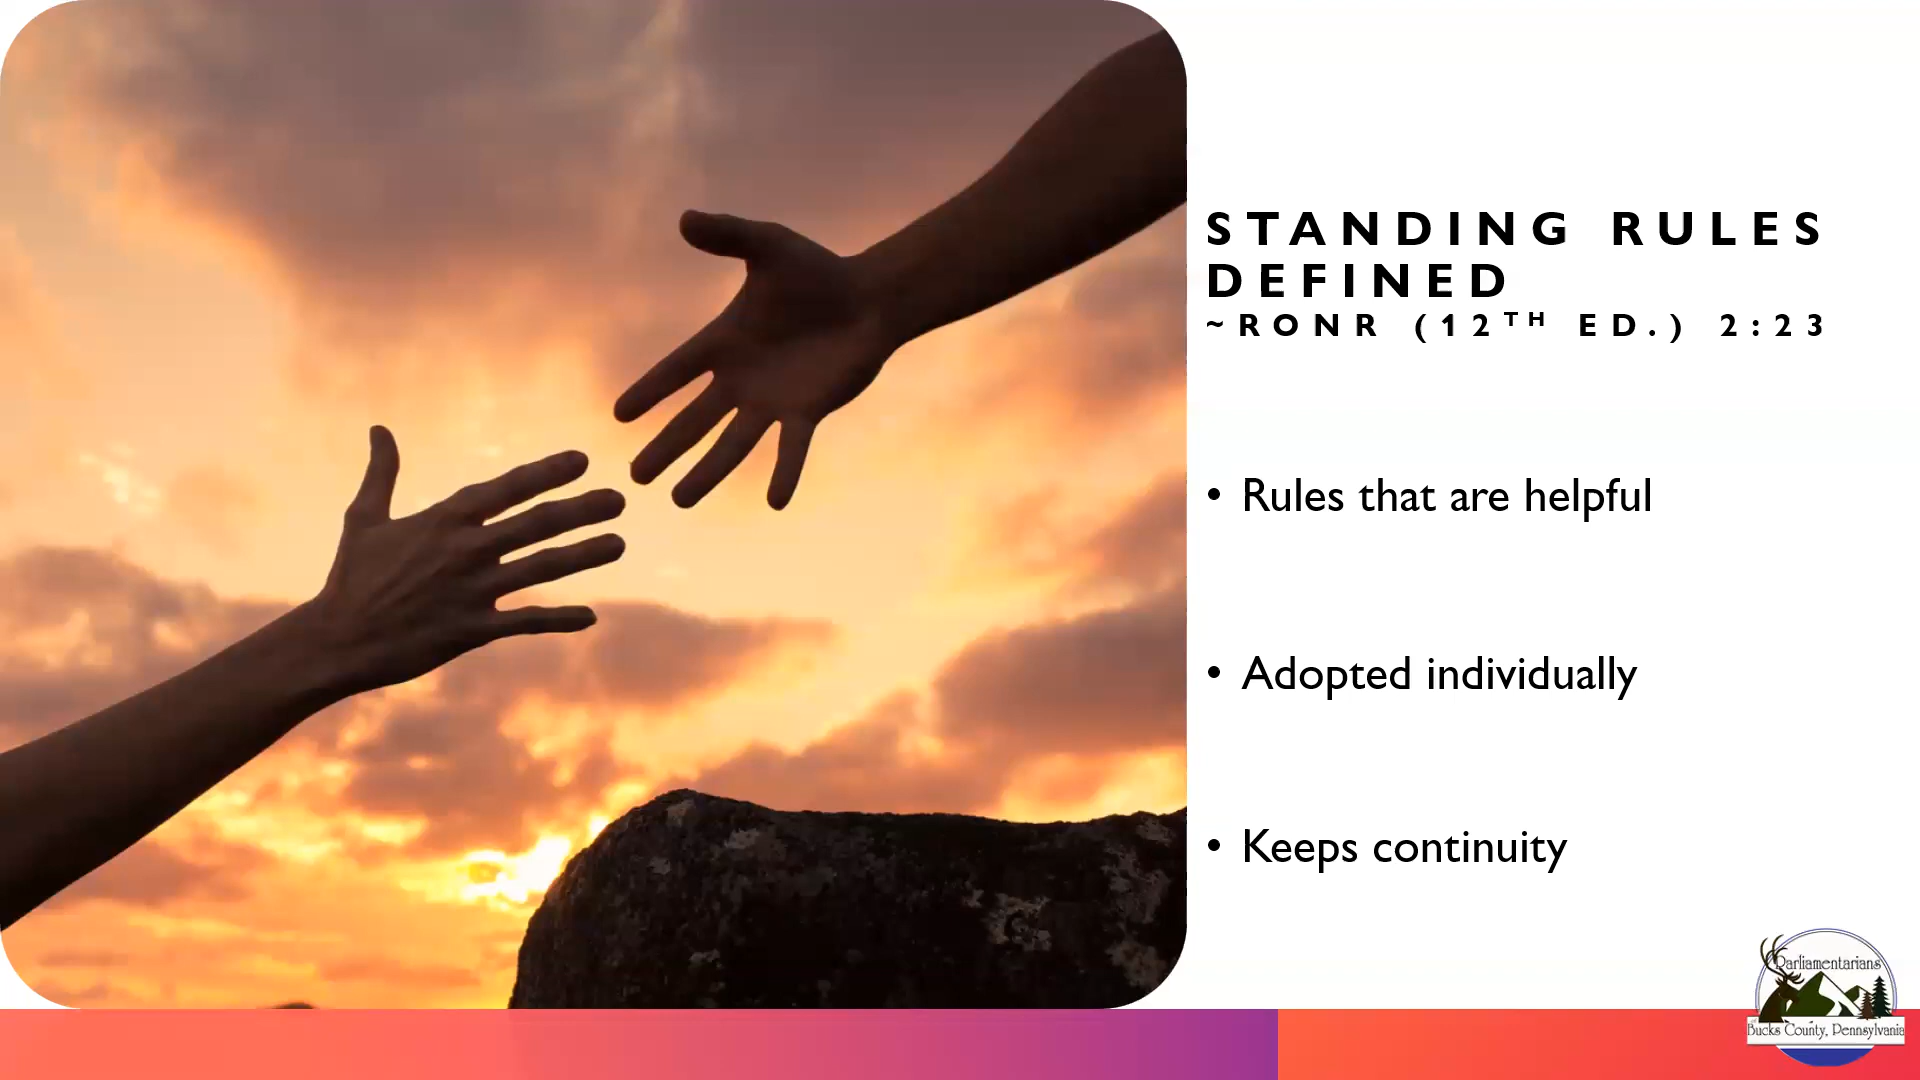 STANDING RULES
DEFINED
~RONR (12TH ED.) 2:23
• Rules that are helpful
• Adopted individually
• Keeps continuity
Parliamentarians
Bucks County, Pennsylvania